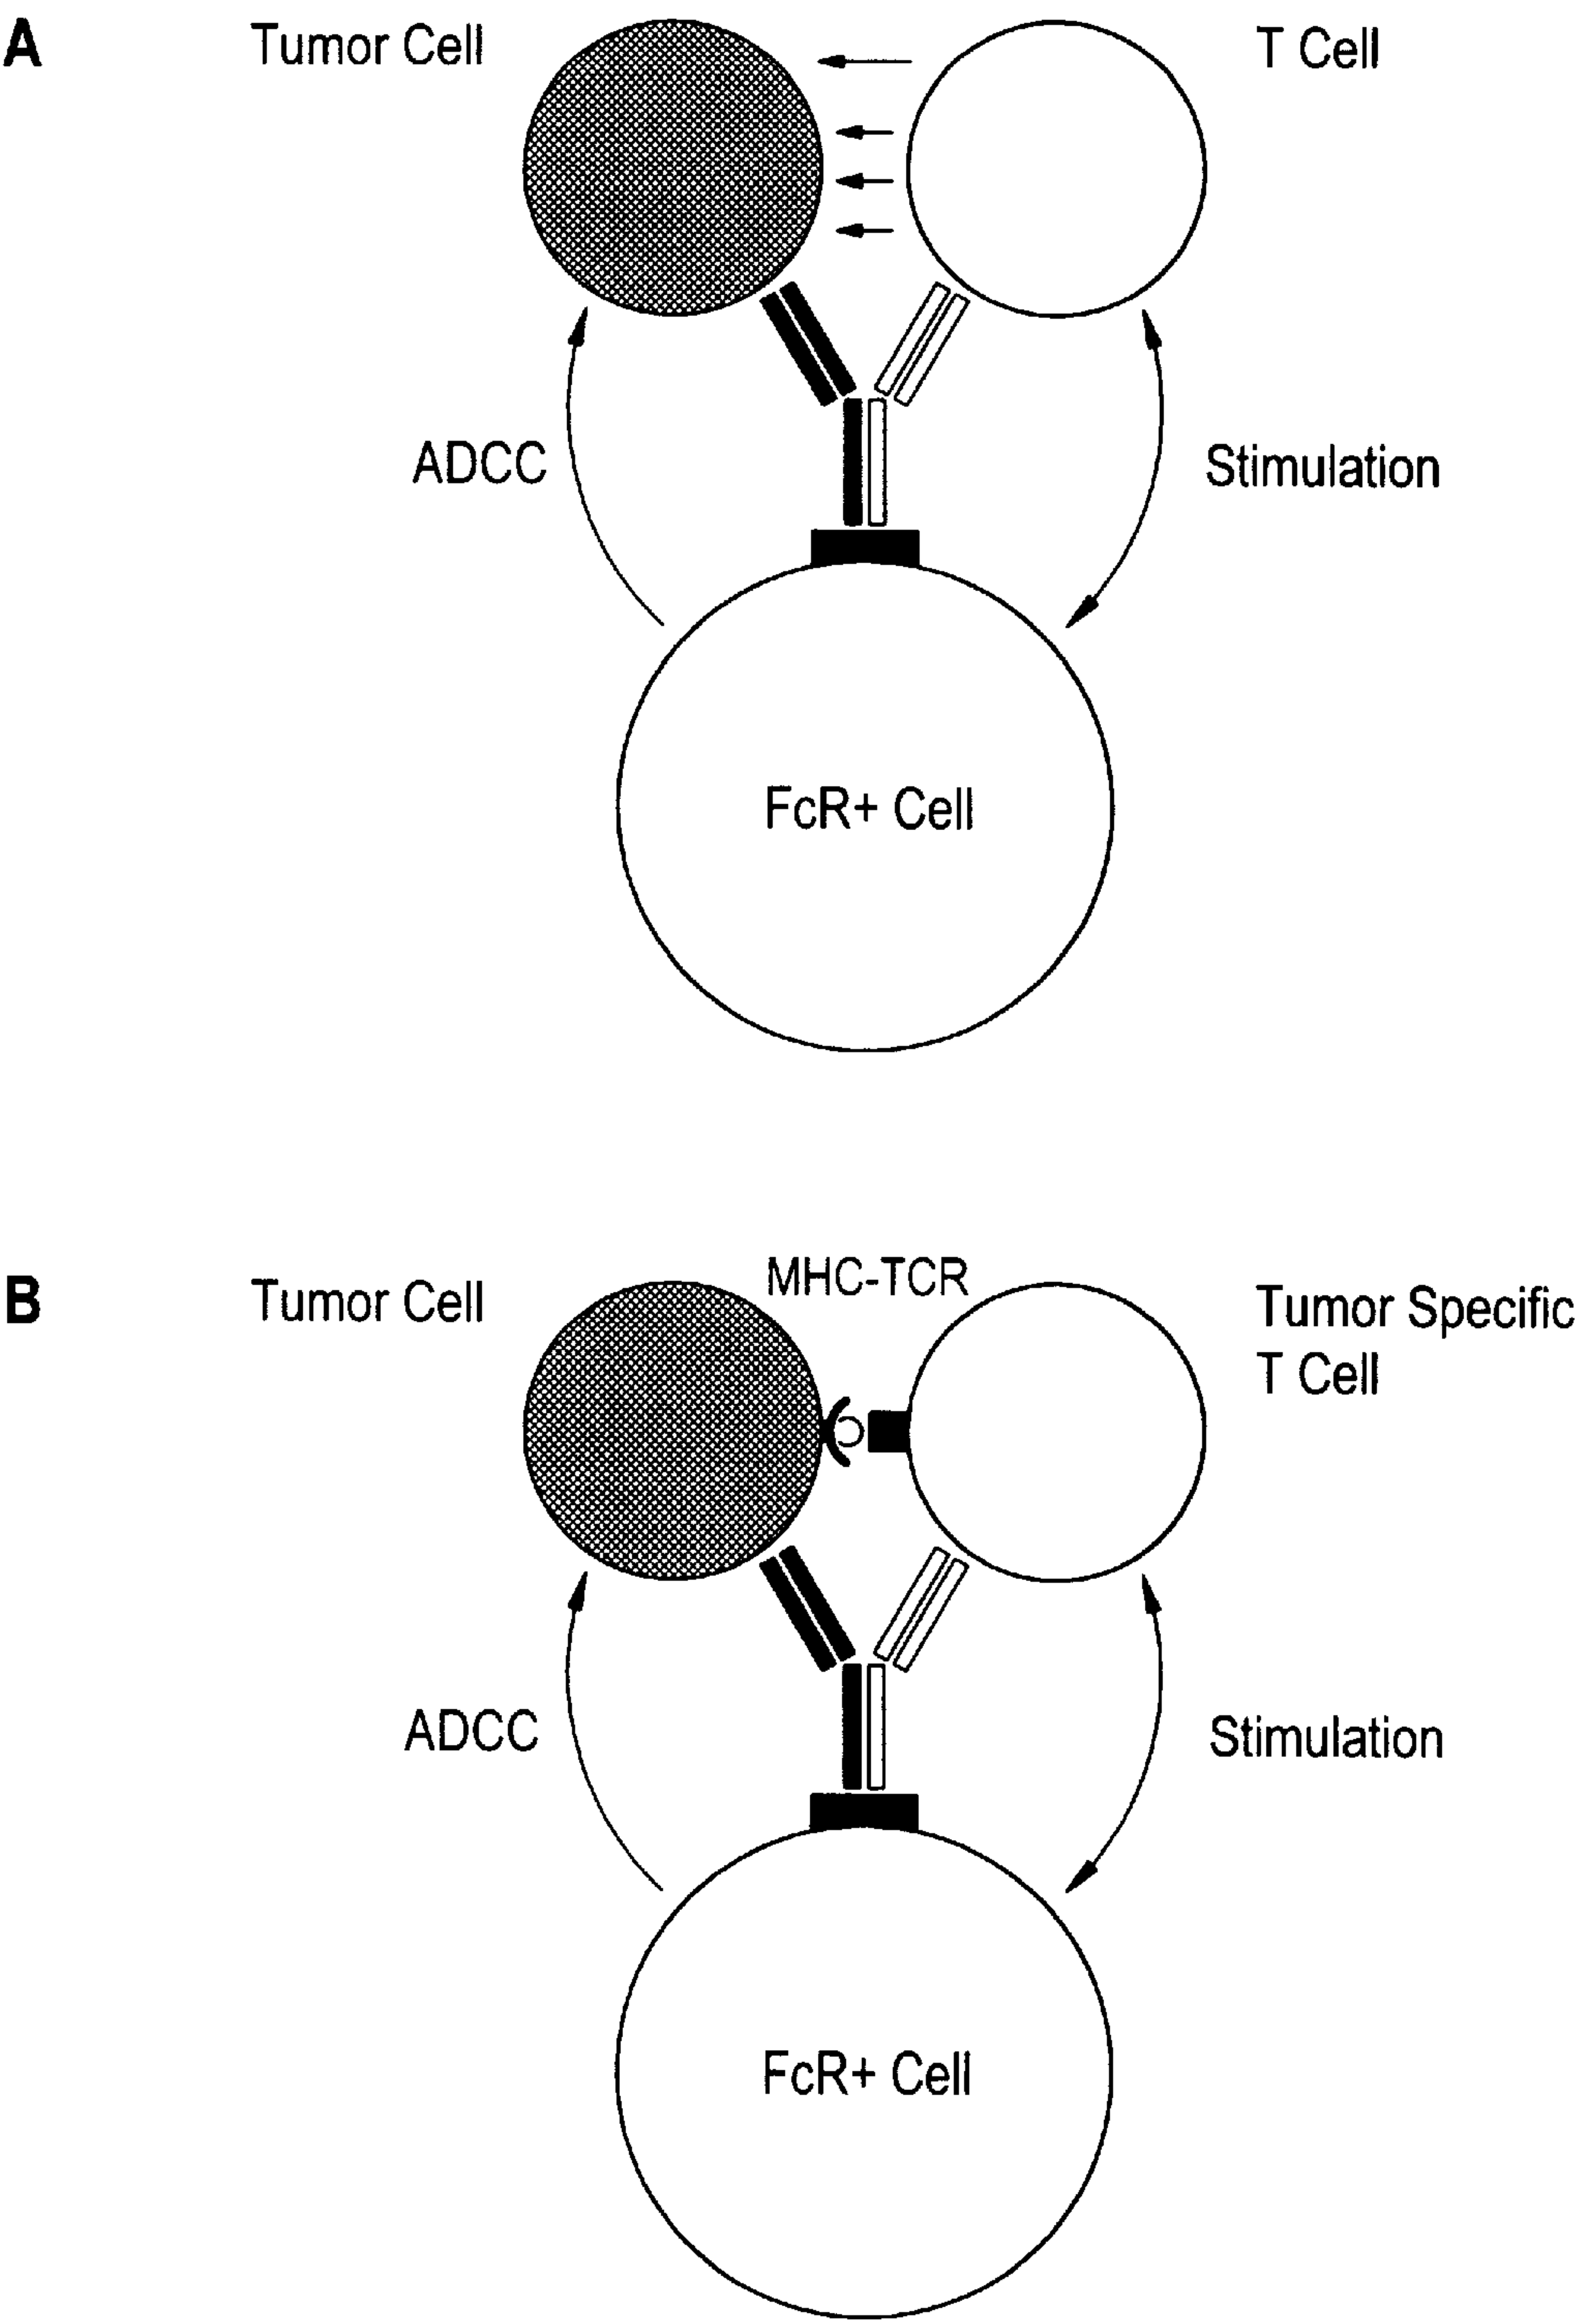 A
Tumor Cell
T Cell
ADCC
Stimulation
FcR+ Cell
B
Tumor Cell
MHC-TCR
Tumor Specific
T Cell
ADCC
Stimulation
FcR+ Cell